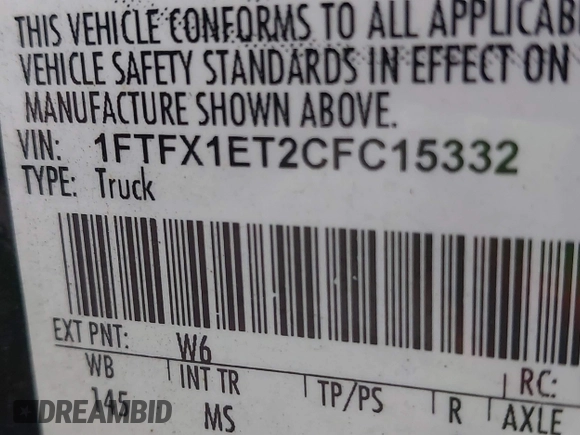 THIS VEHICLE CONFORMS TO ALL APPLICAB
VEHICLE SAFETY STANDARDS IN EFFECT ON
MANUFACTURE SHOWN ABOVE.
VIN: 1FTFX1ET2CFC15332
TYPE: Truck
EXT PNT: W6 RC:
WB INT TR TP/PS R AXLE
145 MS
DREAMBID